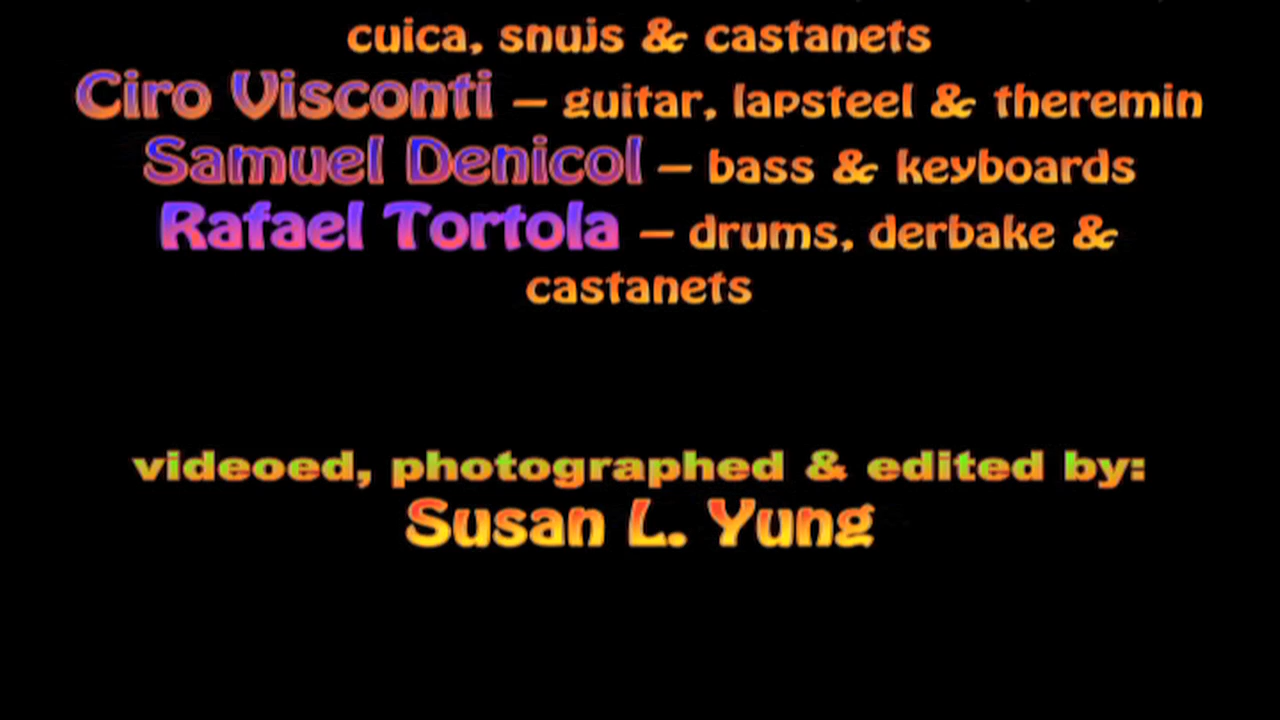 cuica, snujs & castanets
Ciro Visconti – guitar, lapsteel & theremin
Samuel Denicol – bass & keyboards
Rafael Tortola – drums, derbake &
castanets
videoed, photographed & edited by:
Susan L. Yung